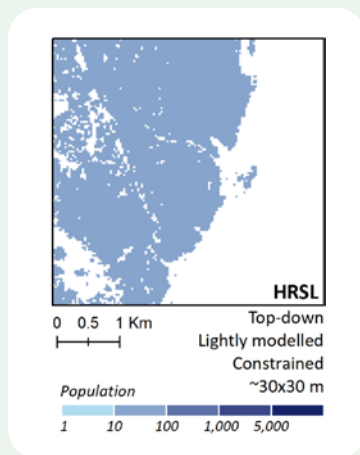 HRSL
Top-down
Lightly modelled
Constrained
~30x30 m
0 0.5 1 Km
Population
1 10 100 1,000 5,000